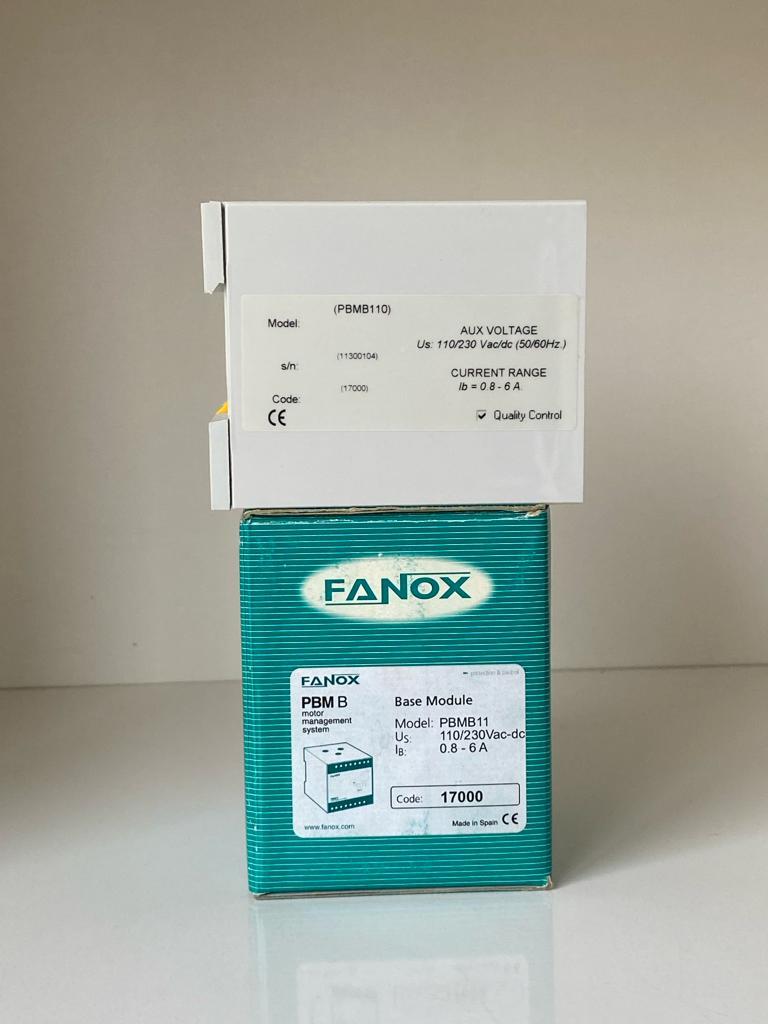 (PBMB110)
Model:
(11300104)
s/n:
(17000)
Code:
CE
AUX VOLTAGE
Us: 110/230 Vac/dc (50/60Hz.)
CURRENT RANGE
Ib = 0.8 - 6 A.
Quality Control
FANOX
FANOX
protection & control
PBM B
motor
management
system
www.fanox.com
Base Module
Model: PBMB11
US: 110/230Vac-dc
IB: 0.8 - 6 A
Code: 17000
Made in Spain CE